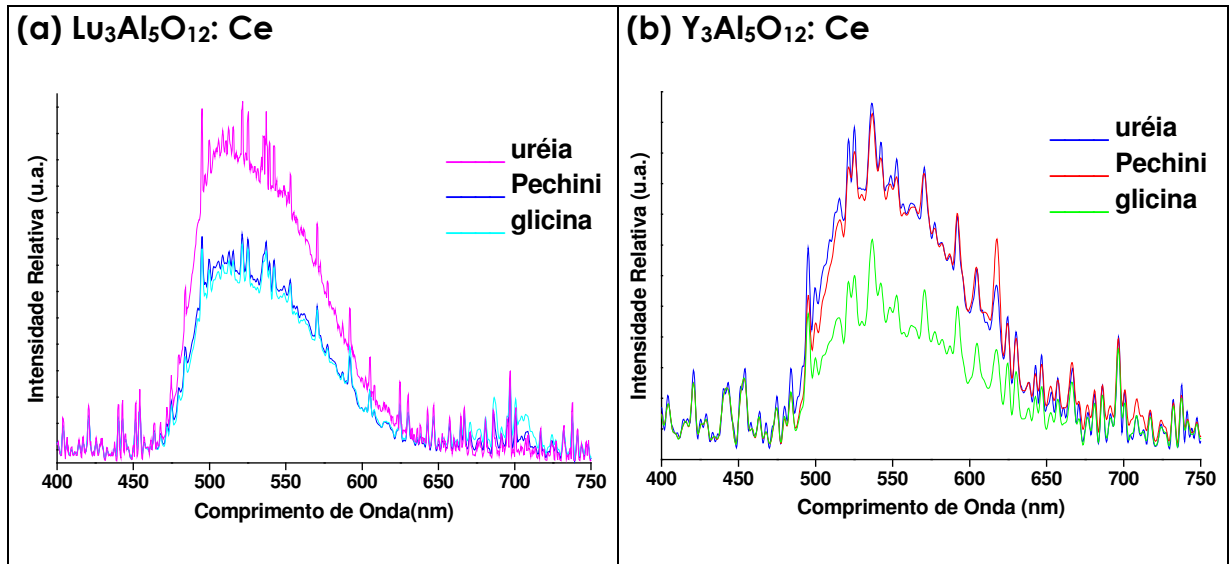 (a) Lu₃Al₅O₁₂: Ce
Intensidade Relativa (u.a.)
uréia
Pechini
glicina
400 450 500 550 600 650 700 750
Comprimento de Onda(nm)
(b) Y₃Al₅O₁₂: Ce
Intensidade Relativa (u.a.)
uréia
Pechini
glicina
400 450 500 550 600 650 700 750
Comprimento de Onda (nm)